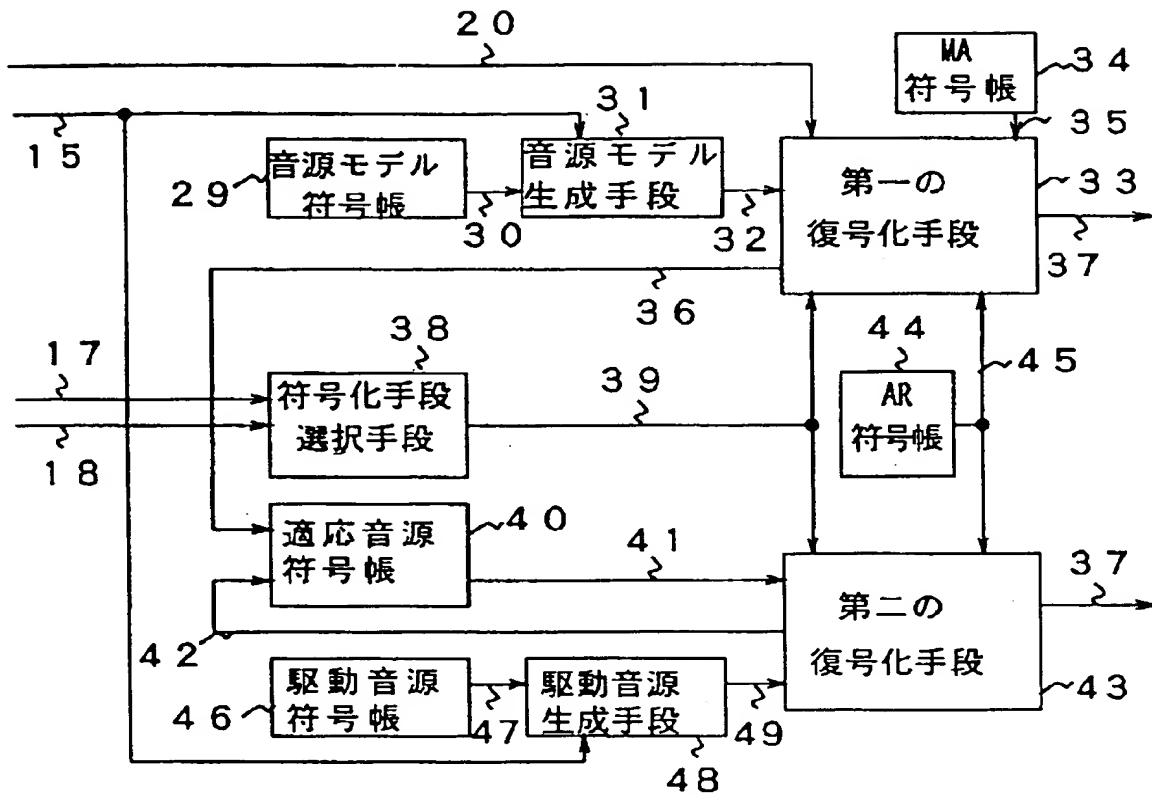 20
MA
符号帳
34
35
15
31
29
音源モデル
符号帳
30
音源モデル
生成手段
32
第一の
復号化手段
33
37
36
17
18
38
符号化手段
選択手段
39
44
AR
符号帳
45
適応音源
符号帳
40
41
42
第二の
復号化手段
37
43
46
駆動音源
符号帳
47
駆動音源
生成手段
49
48